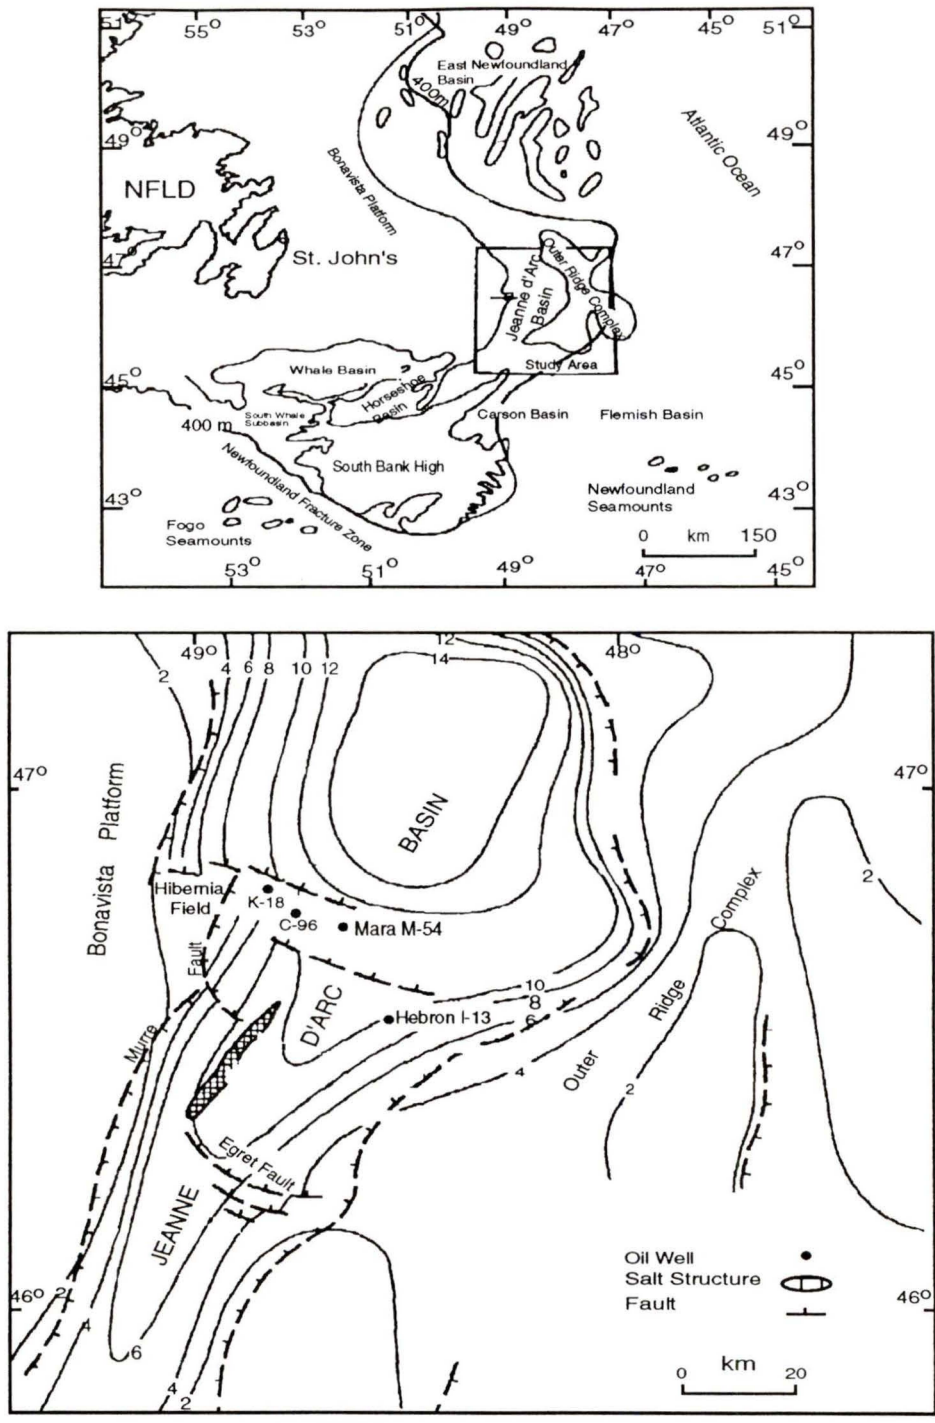 51° 55° 53° 51° 49° 47° 45° 51°
East Newfoundland
Basin
400m
Atlantic Ocean
49° 49°
Bonavista Platform
NFLD
St. John's
47° 47°
Outer Ridge Complex
Jeanne d'Arc
Basin
Study Area
Whale Basin
Horseshoe
Basin
45° 45°
South Whale
Subbasin
Carson Basin Flemish Basin
400 m
South Bank High
Newfoundland Fracture Zone
Newfoundland
Seamounts
43° 43°
Fogo
Seamounts
0 km 150
53° 51° 49° 47° 45°
49° 12 48°
2 4 6 8 10 12 14
47° 47°
Bonavista Platform
BASIN
2
Hibernia
Field
K-18
C-96
Mara M-54
Complex
Fault
10
8
6
D'ARC
Hebron I-13
Ridge
Murre
Outer
4
2
Egret Fault
JEANNE
Oil Well
Salt Structure
Fault
46° 2 46°
4
6
km
0 20
4
2